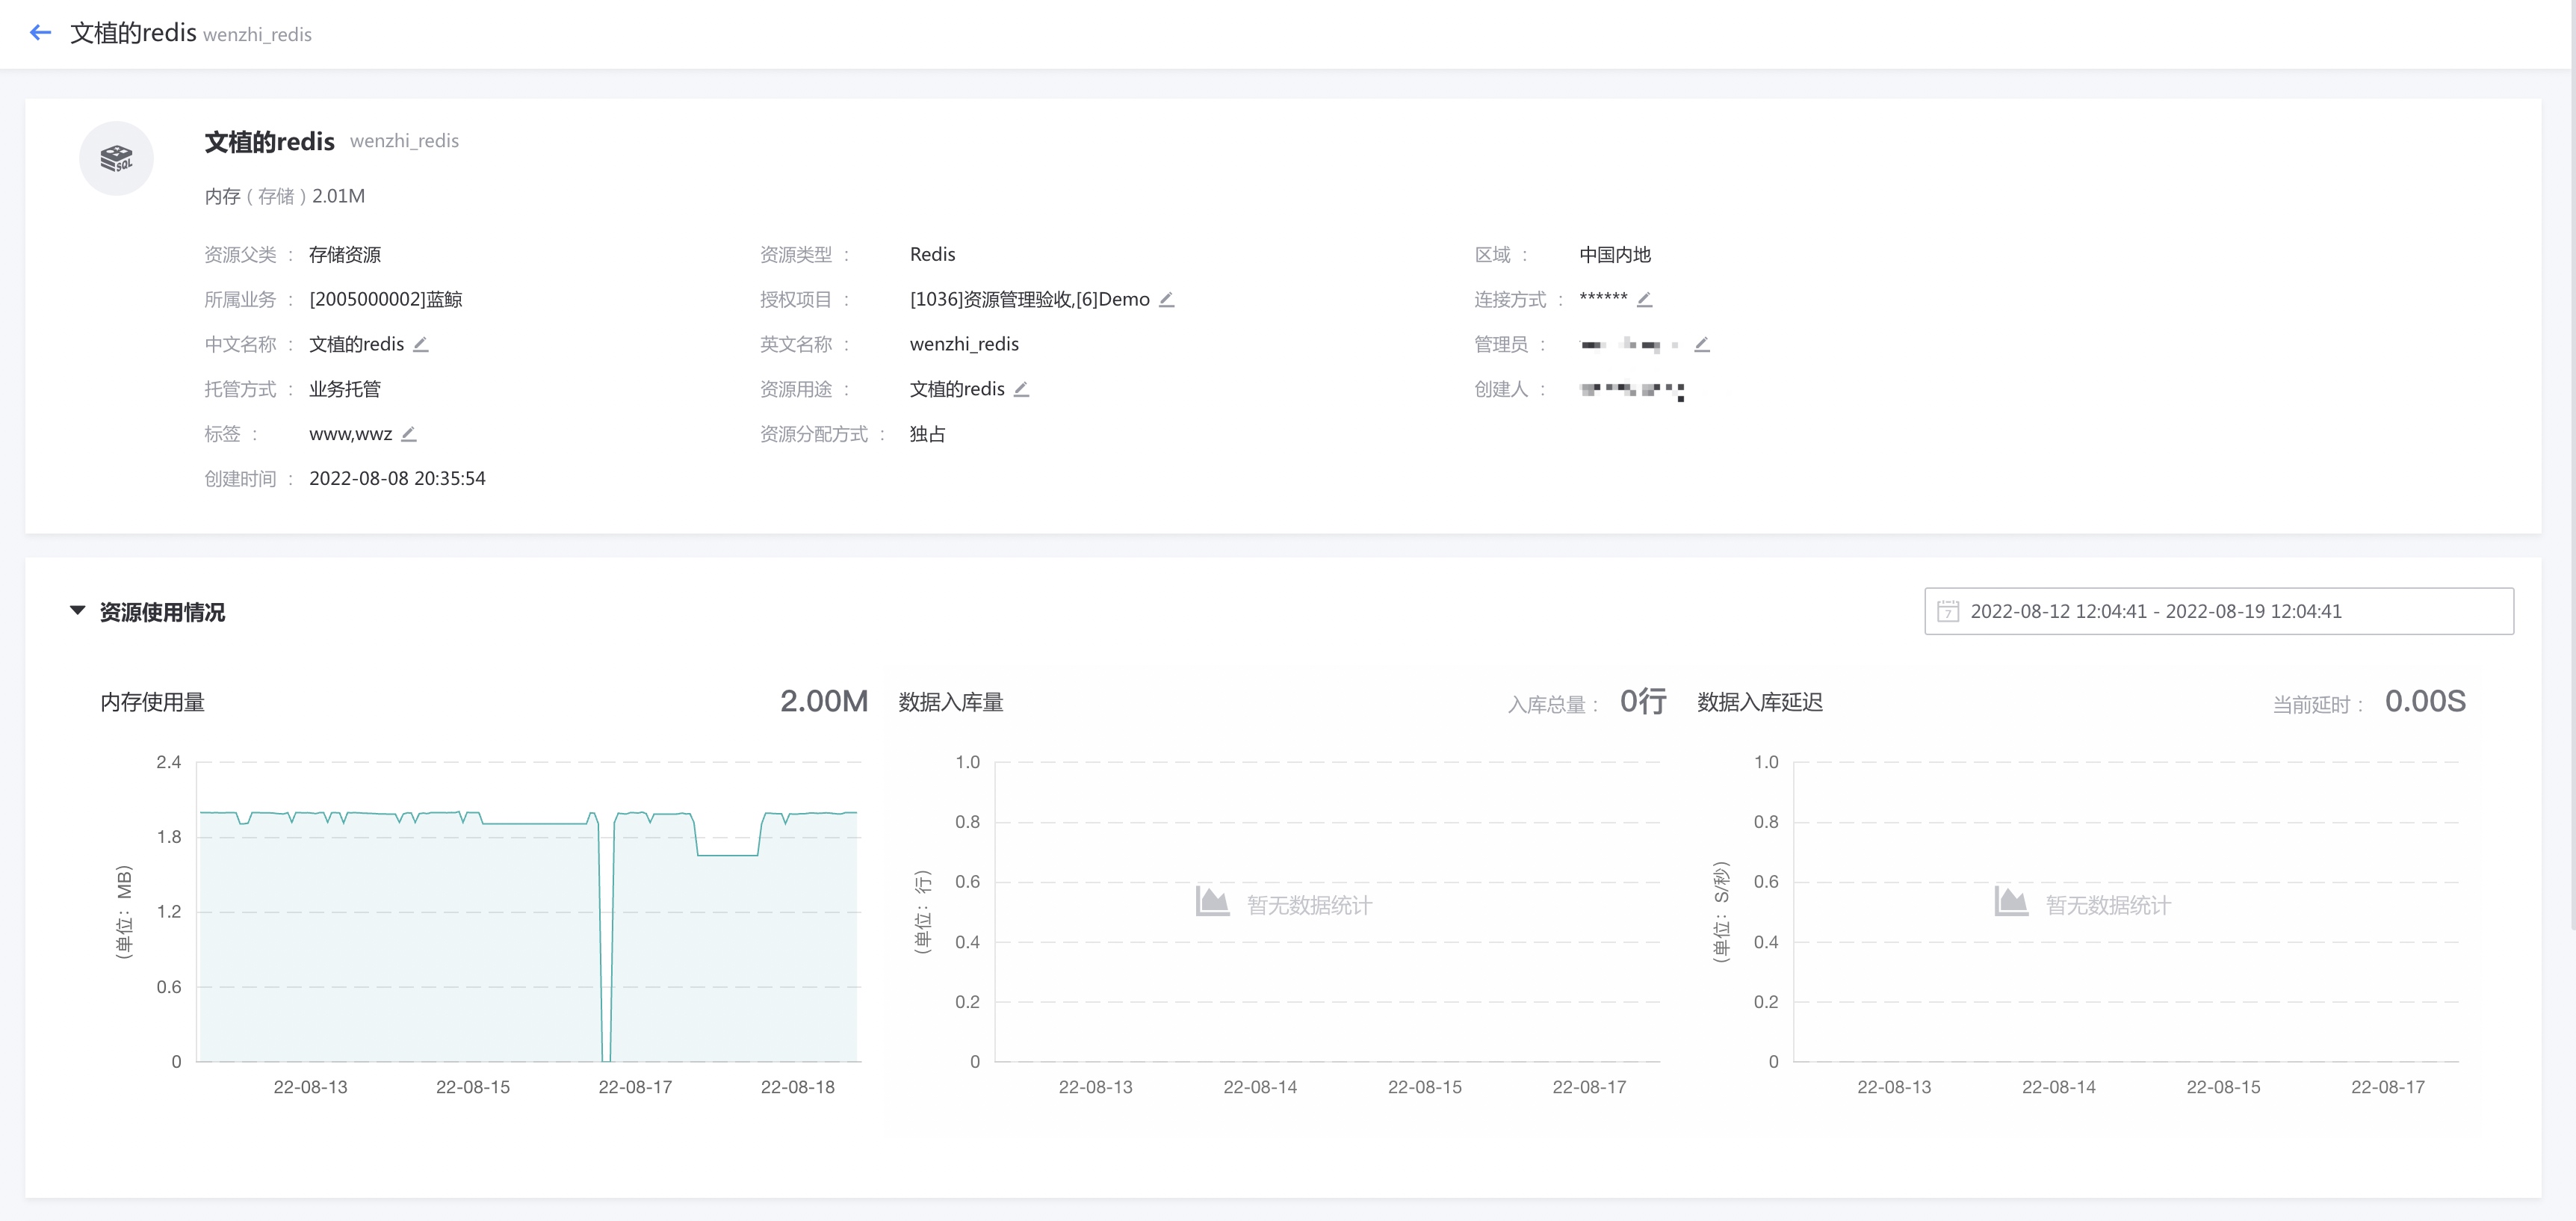 文植的redis wenzhi_redis
SQL
文植的redis wenzhi_redis
内存（存储）2.01M
资源父类 ： 存储资源
资源类型 ： Redis
区域 ： 中国内地
所属业务 ： [2005000002]蓝鲸
授权项目 ： [1036]资源管理验收,[6]Demo
连接方式 ： ******
中文名称 ： 文植的redis
英文名称 ： wenzhi_redis
管理员 ：
托管方式 ： 业务托管
资源用途 ： 文植的redis
创建人 ：
标签 ： www,wwz
资源分配方式 ： 独占
创建时间 ： 2022-08-08 20:35:54
资源使用情况
7
2022-08-12 12:04:41 - 2022-08-19 12:04:41
内存使用量 2.00M
2.4
1.8
1.2
0.6
0
(单位：MB)
22-08-13 22-08-15 22-08-17 22-08-18
数据入库量 入库总量： 0行
1.0
0.8
0.6
0.4
0.2
0
(单位：行)
暂无数据统计
22-08-13 22-08-14 22-08-15 22-08-17
数据入库延迟 当前延时： 0.00S
1.0
0.8
0.6
0.4
0.2
0
(单位：S/秒)
暂无数据统计
22-08-13 22-08-14 22-08-15 22-08-17